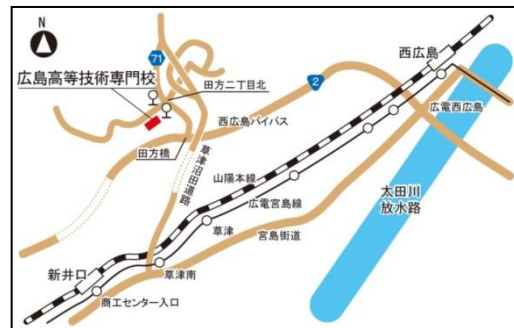 N
71
西広島
広島高等技術専門校
田方二丁目北
2
広電西広島
西広島バイパス
田方橋
草津沼田道路
山陽本線
太田川
放水路
広電宮島線
草津
宮島街道
新井口
草津南
商工センター入口